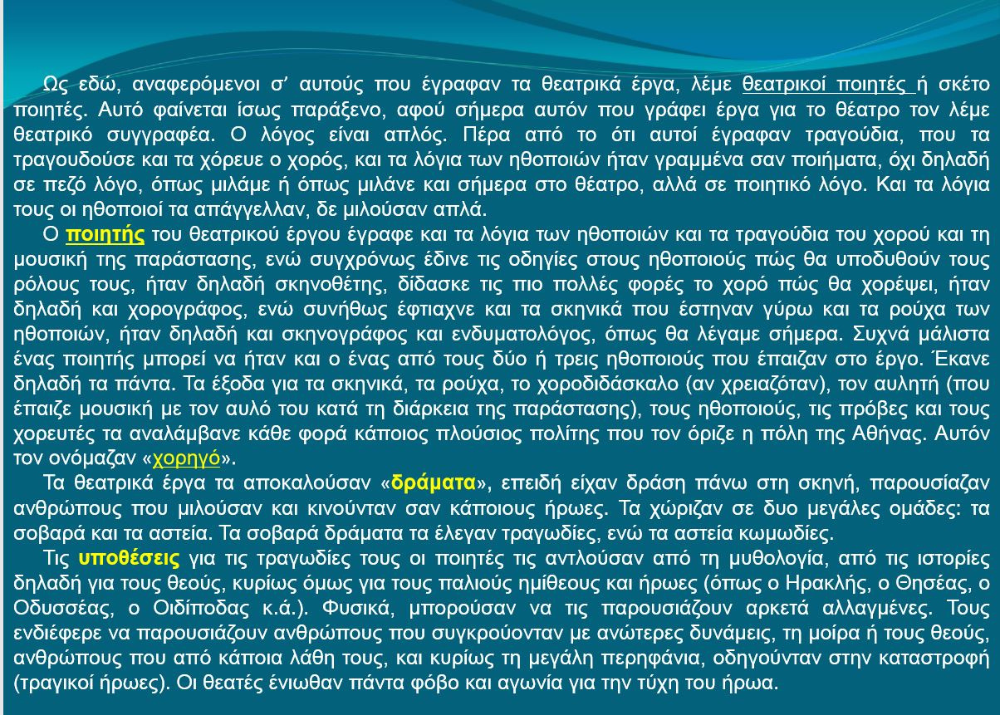 Ως εδώ, αναφερόμενοι σ’ αυτούς που έγραφαν τα θεατρικά έργα, λέμε θεατρικοί ποιητές ή σκέτο
ποιητές. Αυτό φαίνεται ίσως παράξενο, αφού σήμερα αυτόν που γράφει έργα για το θέατρο τον λέμε
θεατρικό συγγραφέα. Ο λόγος είναι απλός. Πέρα από το ότι αυτοί έγραφαν τραγούδια, που τα
τραγουδούσε και τα χόρευε ο χορός, και τα λόγια των ηθοποιών ήταν γραμμένα σαν ποιήματα, όχι δηλαδή
σε πεζό λόγο, όπως μιλάμε ή όπως μιλάνε και σήμερα στο θέατρο, αλλά σε ποιητικό λόγο. Και τα λόγια
τους οι ηθοποιοί τα απάγγελλαν, δε μιλούσαν απλά.
Ο ποιητής του θεατρικού έργου έγραφε και τα λόγια των ηθοποιών και τα τραγούδια του χορού και τη
μουσική της παράστασης, ενώ συγχρόνως έδινε τις οδηγίες στους ηθοποιούς πώς θα υποδυθούν τους
ρόλους τους, ήταν δηλαδή σκηνοθέτης, δίδασκε τις πιο πολλές φορές το χορό πώς θα χορέψει, ήταν
δηλαδή και χορογράφος, ενώ συνήθως έφτιαχνε και τα σκηνικά που έστηναν γύρω και τα ρούχα των
ηθοποιών, ήταν δηλαδή και σκηνογράφος και ενδυματολόγος, όπως θα λέγαμε σήμερα. Συχνά μάλιστα
ένας ποιητής μπορεί να ήταν και ο ένας από τους δύο ή τρεις ηθοποιούς που έπαιζαν στο έργο. Έκανε
δηλαδή τα πάντα. Τα έξοδα για τα σκηνικά, τα ρούχα, το χοροδιδάσκαλο (αν χρειαζόταν), τον αυλητή (που
έπαιζε μουσική με τον αυλό του κατά τη διάρκεια της παράστασης), τους ηθοποιούς, τις πρόβες και τους
χορευτές τα αναλάμβανε κάθε φορά κάποιος πλούσιος πολίτης που τον όριζε η πόλη της Αθήνας. Αυτόν
τον ονόμαζαν «χορηγό».
Τα θεατρικά έργα τα αποκαλούσαν «δράματα», επειδή είχαν δράση πάνω στη σκηνή, παρουσίαζαν
ανθρώπους που μιλούσαν και κινούνταν σαν κάποιους ήρωες. Τα χώριζαν σε δυο μεγάλες ομάδες: τα
σοβαρά και τα αστεία. Τα σοβαρά δράματα τα έλεγαν τραγωδίες, ενώ τα αστεία κωμωδίες.
Τις υποθέσεις για τις τραγωδίες τους οι ποιητές τις αντλούσαν από τη μυθολογία, από τις ιστορίες
δηλαδή για τους θεούς, κυρίως όμως για τους παλιούς ημίθεους και ήρωες (όπως ο Ηρακλής, ο Θησέας, ο
Οδυσσέας, ο Οιδίποδας κ.ά.). Φυσικά, μπορούσαν να τις παρουσιάζουν αρκετά αλλαγμένες. Τους
ενδιέφερε να παρουσιάζουν ανθρώπους που συγκρούονταν με ανώτερες δυνάμεις, τη μοίρα ή τους θεούς,
ανθρώπους που από κάποια λάθη τους, και κυρίως τη μεγάλη περηφάνια, οδηγούνταν στην καταστροφή
(τραγικοί ήρωες). Οι θεατές ένιωθαν πάντα φόβο και αγωνία για την τύχη του ήρωα.